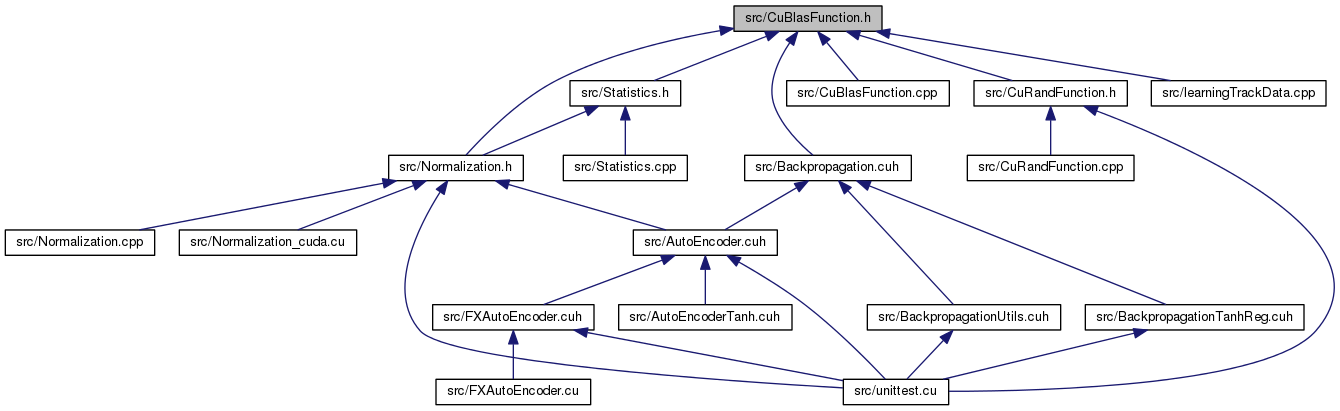 src/CuBlasFunction.h
src/Statistics.h
src/CuBlasFunction.cpp
src/CuRandFunction.h
src/learningTrackData.cpp
src/Normalization.h
src/Statistics.cpp
src/Backpropagation.cuh
src/CuRandFunction.cpp
src/Normalization.cpp
src/Normalization_cuda.cu
src/AutoEncoder.cuh
src/FXAutoEncoder.cuh
src/AutoEncoderTanh.cuh
src/BackpropagationUtils.cuh
src/BackpropagationTanhReg.cuh
src/FXAutoEncoder.cu
src/unittest.cu